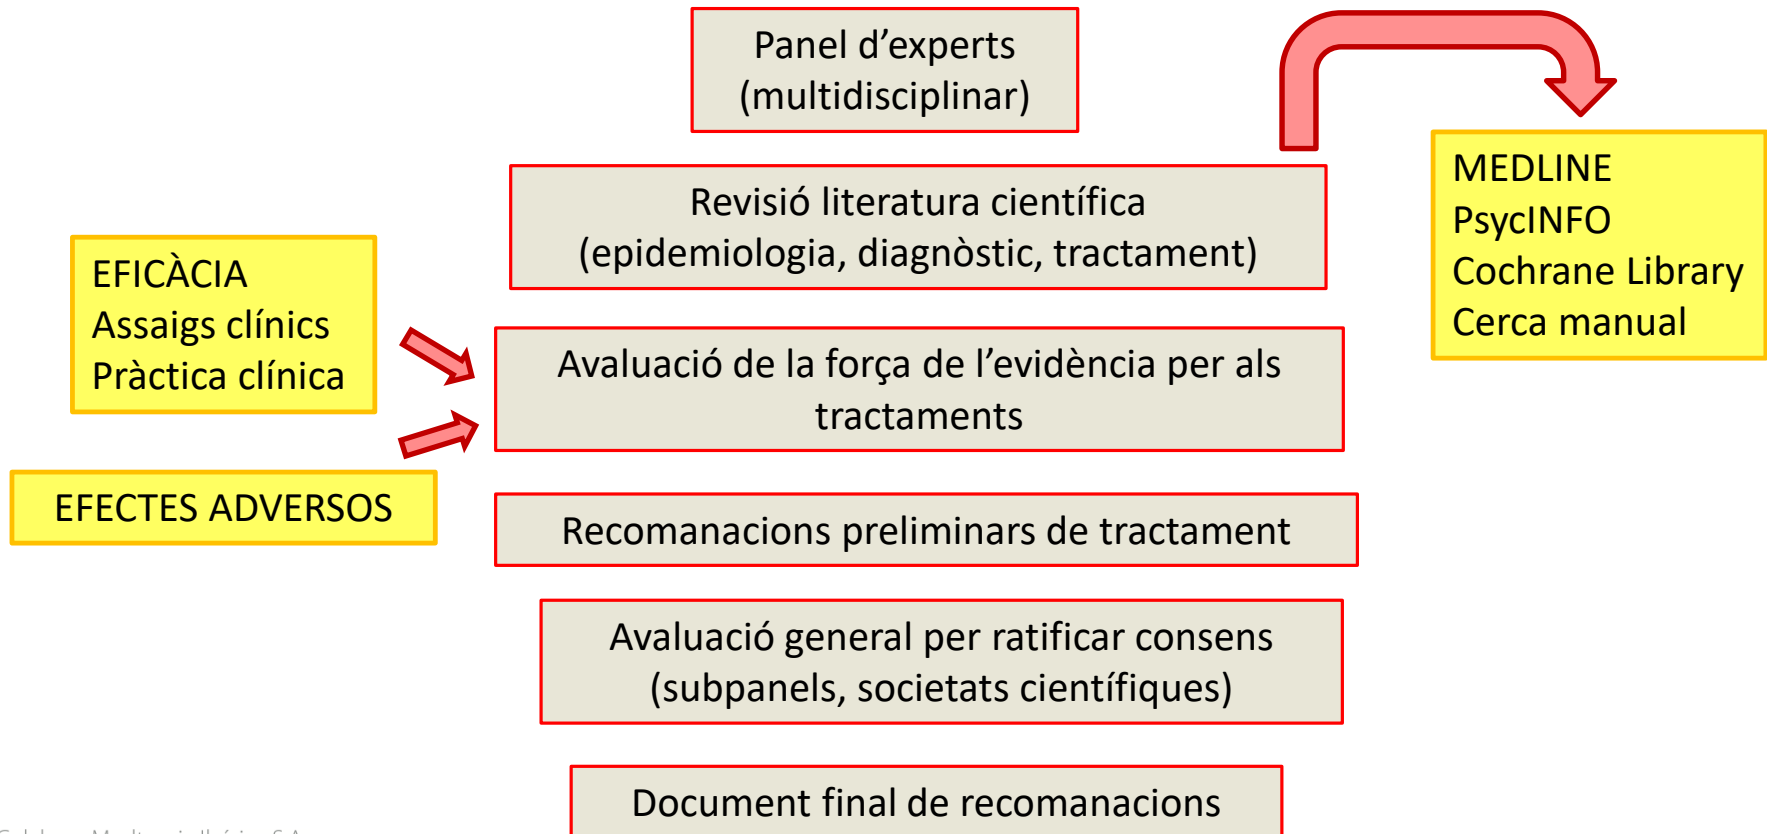 Panel d’experts
(multidisciplinar)
Revisió literatura científica
(epidemiologia, diagnòstic, tractament)
MEDLINE
PsycINFO
Cochrane Library
Cerca manual
EFICÀCIA
Assaigs clínics
Pràctica clínica
Avaluació de la força de l’evidència per als
tractaments
EFECTES ADVERSOS
Recomanacions preliminars de tractament
Avaluació general per ratificar consens
(subpanels, societats científiques)
Document final de recomanacions